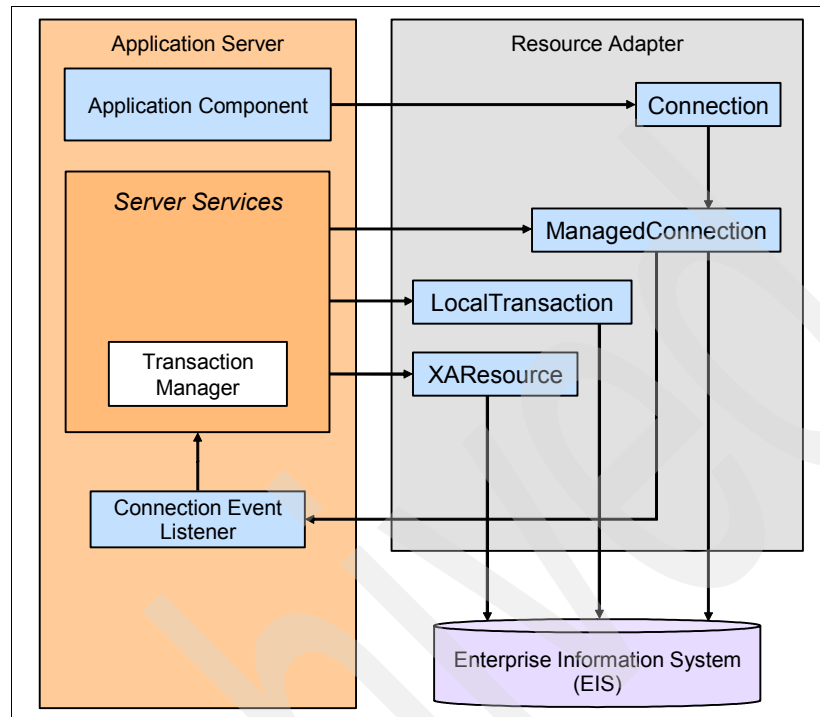 Application Server
Resource Adapter
Application Component
Connection
Server Services
ManagedConnection
LocalTransaction
Transaction
Manager
XAResource
Connection Event
Listener
Enterprise Information System
(EIS)